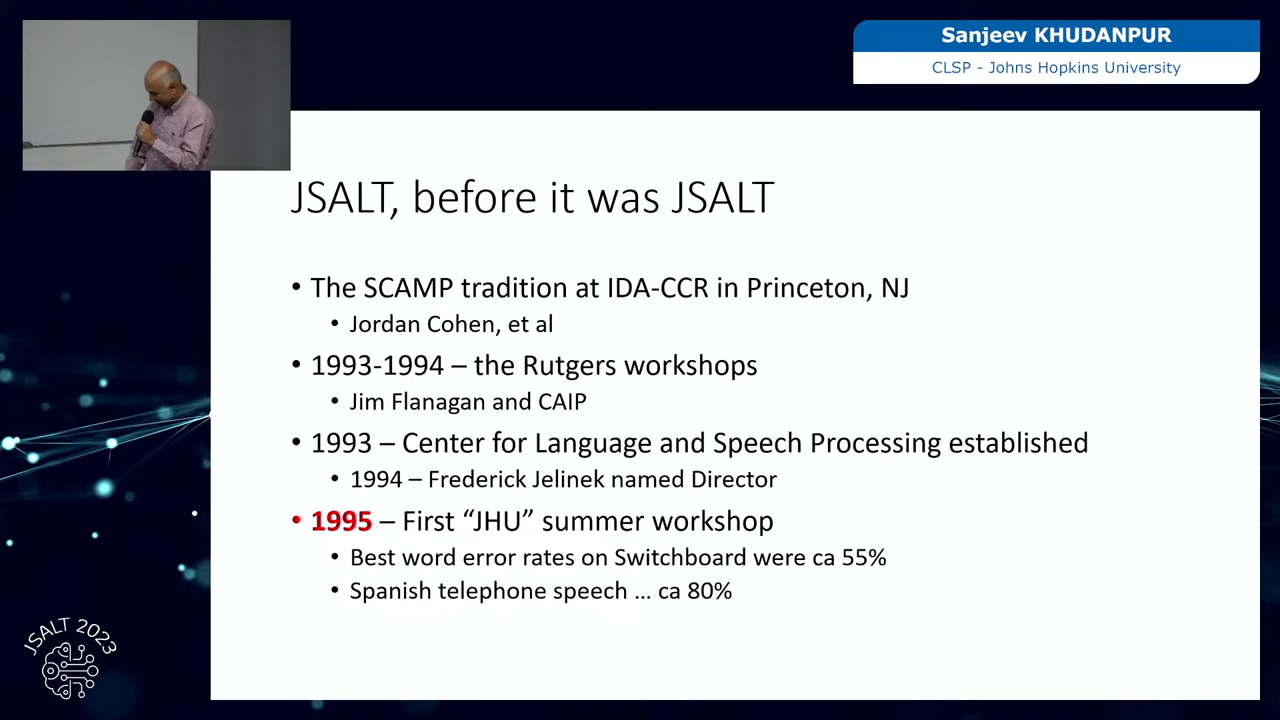 Sanjeev KHUDANPUR
CLSP - Johns Hopkins University
JSALT, before it was JSALT
• The SCAMP tradition at IDA-CCR in Princeton, NJ
• Jordan Cohen, et al
• 1993-1994 – the Rutgers workshops
• Jim Flanagan and CAIP
• 1993 – Center for Language and Speech Processing established
• 1994 – Frederick Jelinek named Director
• 1995 – First “JHU” summer workshop
• Best word error rates on Switchboard were ca 55%
• Spanish telephone speech ... ca 80%
JSALT 2023